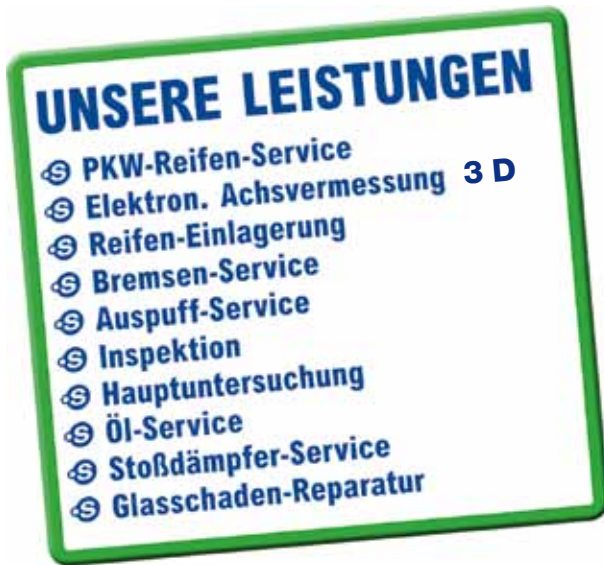 UNSERE LEISTUNGEN
PKW-Reifen-Service
Elektron. Achsvermessung 3 D
Reifen-Einlagerung
Bremsen-Service
Auspuff-Service
Inspektion
Hauptuntersuchung
Öl-Service
Stoßdämpfer-Service
Glasschaden-Reparatur